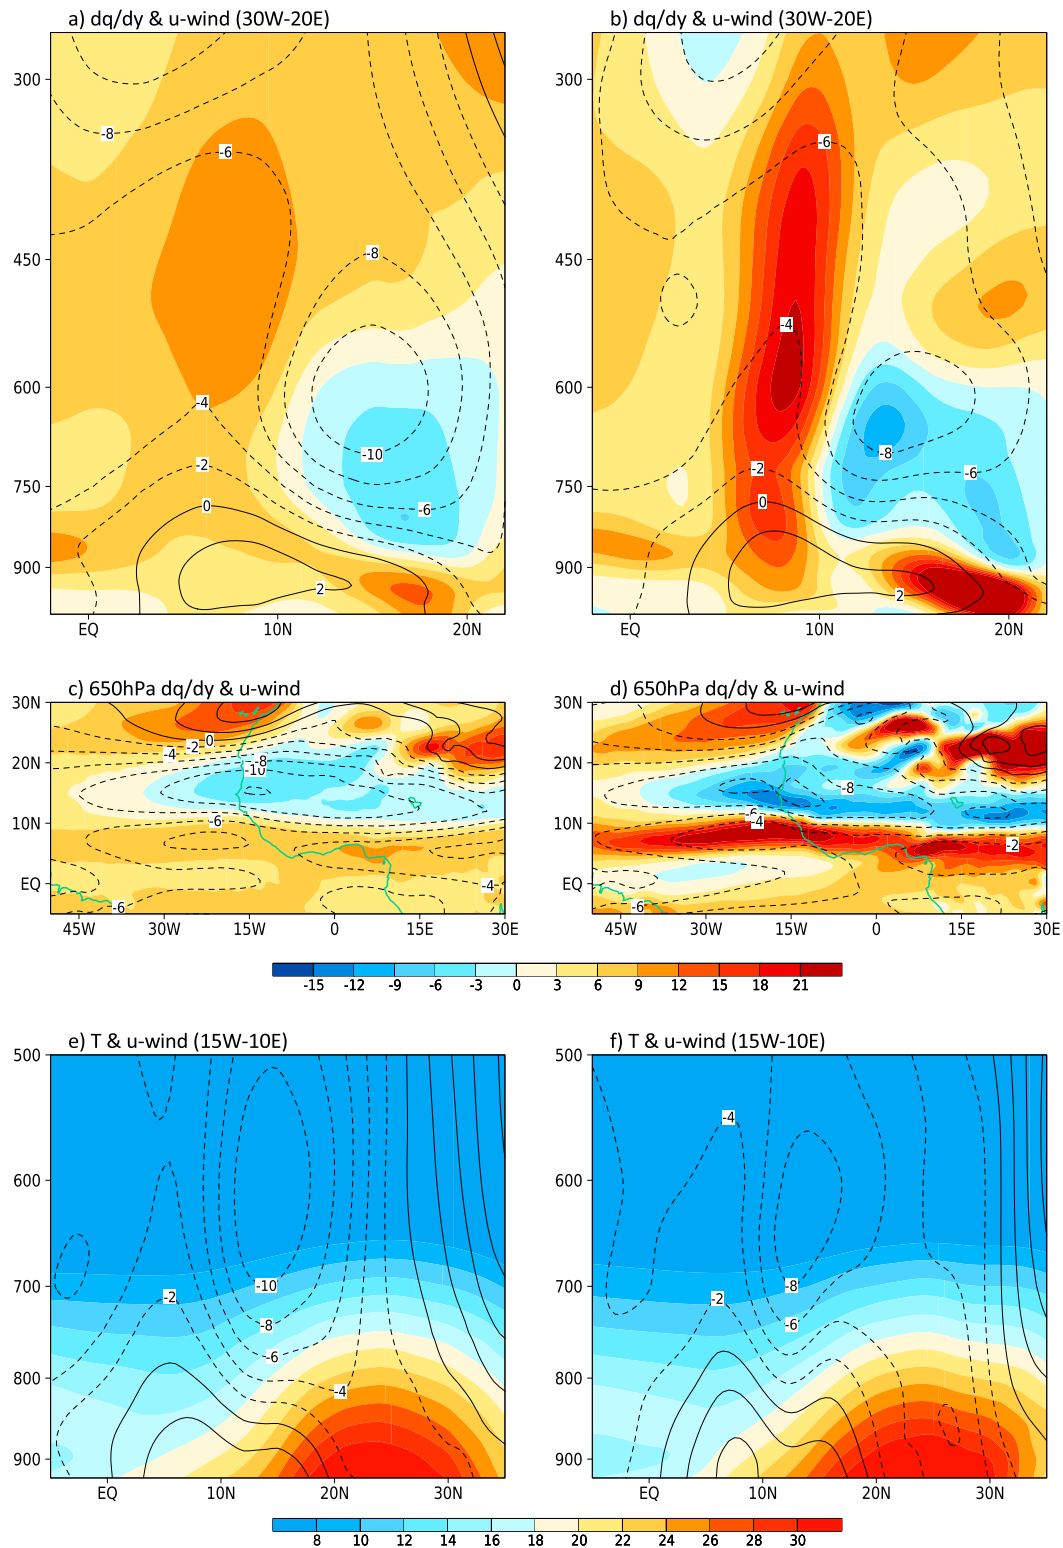 a) dq/dy & u-wind (30W-20E)
b) dq/dy & u-wind (30W-20E)
300
450
600
750
900
-8
-6
-8
-4
-10
-2
-6
0
2
EQ
10N
20N
300
450
600
750
900
-6
-4
-8
-2
-6
0
2
EQ
10N
20N
c) 650hPa dq/dy & u-wind
d) 650hPa dq/dy & u-wind
30N
20N
10N
EQ
0
-2
-4
-8
-10
-6
-4
-6
45W
30W
15W
0
15E
30E
30N
20N
10N
EQ
-8
-6
-4
-2
-6
45W
30W
15W
0
15E
30E
-15 -12 -9 -6 -3 0 3 6 9 12 15 18 21
e) T & u-wind (15W-10E)
f) T & u-wind (15W-10E)
500
600
700
800
900
-10
-2
-8
-6
-4
EQ
10N
20N
30N
500
600
700
800
900
-4
-8
-2
-6
EQ
10N
20N
30N
8 10 12 14 16 18 20 22 24 26 28 30